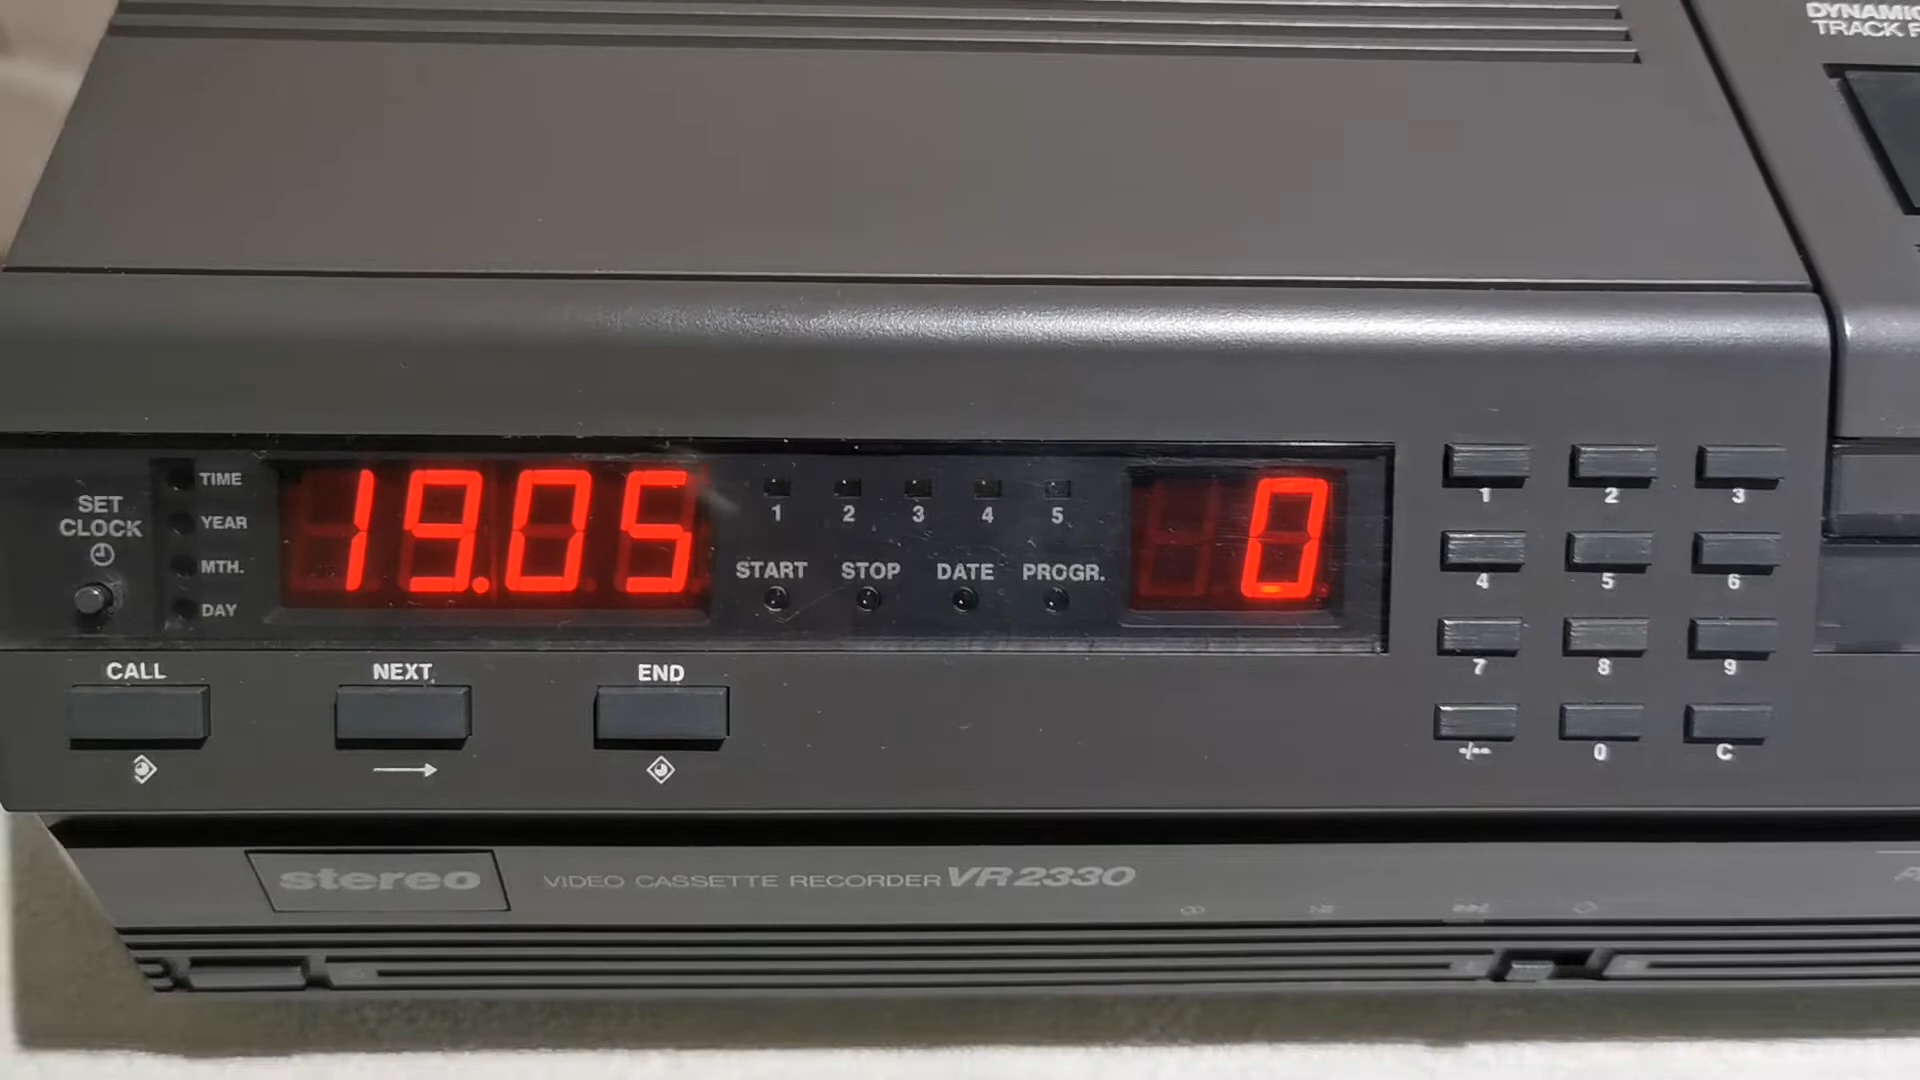 DYNAMIC
TRACK F
SET
CLOCK
TIME
YEAR
MTH.
DAY
19.05
1 2 3 4 5
START STOP DATE PROGR.
0
1 2 3
4 5 6
7 8 9
-/-- 0 C
CALL NEXT END
stereo VIDEO CASSETTE RECORDER VR2330